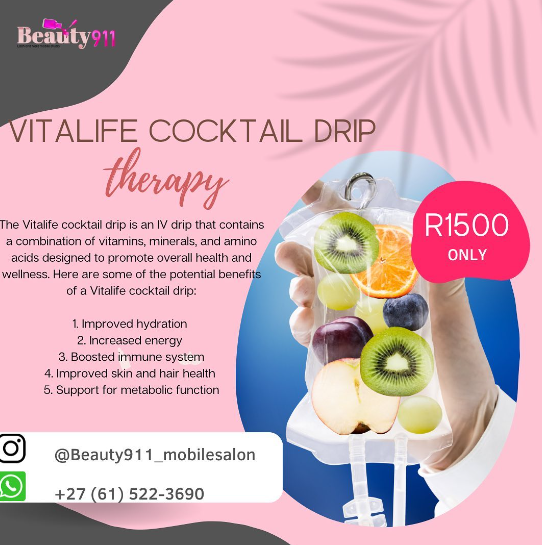 Beauty911
VITALIFE COCKTAIL DRIP
therapy
The Vitalife cocktail drip is an IV drip that contains
a combination of vitamins, minerals, and amino
acids designed to promote overall health and
wellness. Here are some of the potential benefits
of a Vitalife cocktail drip:
1. Improved hydration
2. Increased energy
3. Boosted immune system
4. Improved skin and hair health
5. Support for metabolic function
R1500
ONLY
@Beauty911_mobilesalon
+27 (61) 522-3690